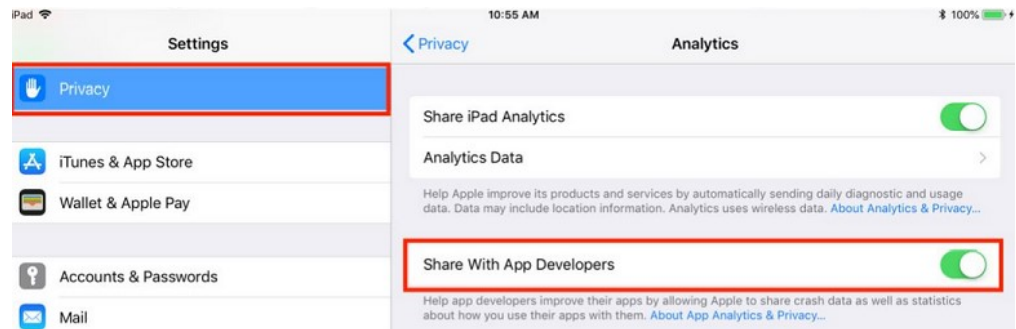 iPad 10:55 AM 100%
Settings
Privacy
iTunes & App Store
Wallet & Apple Pay
Accounts & Passwords
Mail
Privacy Analytics
Share iPad Analytics
Analytics Data
Help Apple improve its products and services by automatically sending daily diagnostic and usage
data. Data may include location information. Analytics uses wireless data. About Analytics & Privacy...
Share With App Developers
Help app developers improve their apps by allowing Apple to share crash data as well as statistics
about how you use their apps with them. About App Analytics & Privacy...